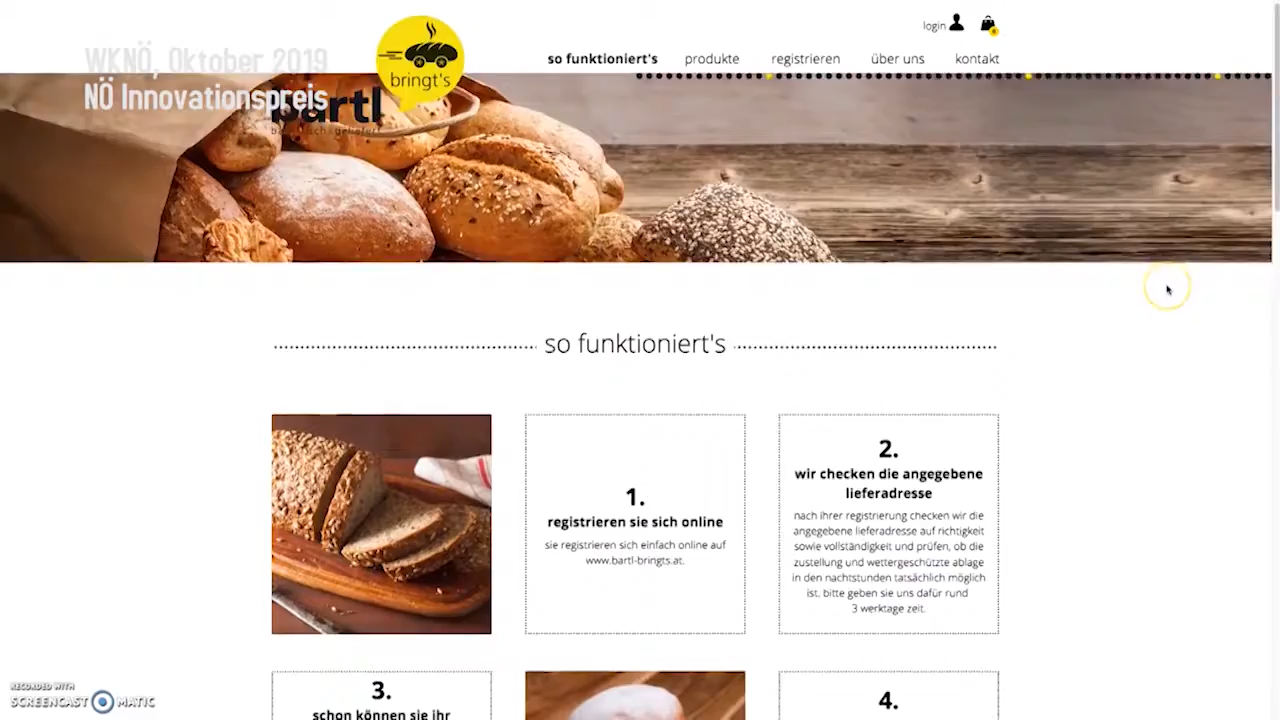 login
WKNÖ, Oktober 2019
NÖ Innovationspreis
bringt's
bartl
so funktioniert's
produkte
registrieren
über uns
kontakt
so funktioniert's
1.
registrieren sie sich online
sie registrieren sich einfach online auf
www.bartl-bringts.at.
2.
wir checken die angegebene
lieferadresse
nach ihrer registrierung checken wir die
angegebene lieferadresse auf richtigkeit
sowie vollständigkeit und prüfen, ob die
zustellung und wettergeschützte ablage
in den nachtstunden tatsächlich möglich
ist. bitte geben sie uns dafür rund
3 werktage zeit.
3.
schon können sie ihr
4.
RECORDED WITH
SCREENCAST MATIC